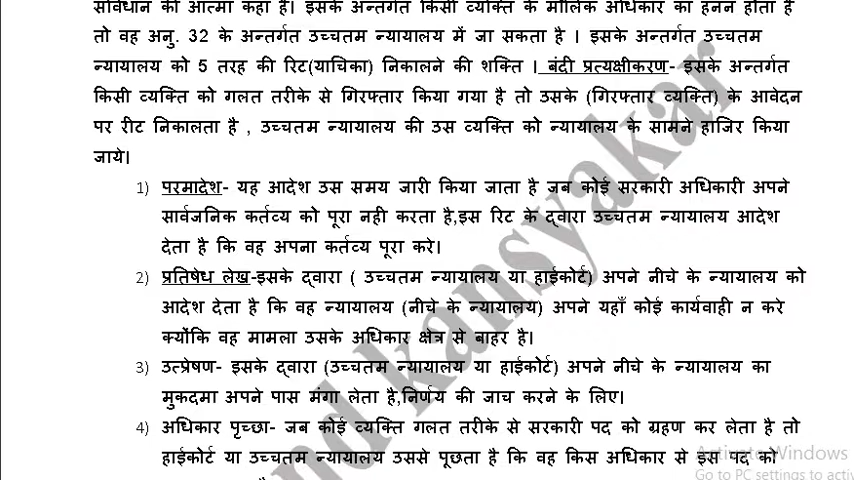 संविधान की आत्मा कहा है। इसके अन्तर्गत किसी व्यक्ति के मौलिक अधिकार का हनन होता है
तो वह अनु. 32 के अन्तर्गत उच्चतम न्यायालय में जा सकता है । इसके अन्तर्गत उच्चतम
न्यायालय को 5 तरह की रिट(याचिका) निकालने की शक्ति । बंदी प्रत्यक्षीकरण- इसके अन्तर्गत
किसी व्यक्ति को गलत तरीके से गिरफ्तार किया गया है तो उसके (गिरफ्तार व्यक्ति) के आवेदन
पर रीट निकालता है , उच्चतम न्यायालय की उस व्यक्ति को न्यायालय के सामने हाजिर किया
जाये।
1) परमादेश- यह आदेश उस समय जारी किया जाता है जब कोई सरकारी अधिकारी अपने
सार्वजनिक कर्तव्य को पूरा नही करता है,इस रिट के द्वारा उच्चतम न्यायालय आदेश
देता है कि वह अपना कर्तव्य पूरा करे।
2) प्रतिषेध लेख-इसके द्वारा ( उच्चतम न्यायालय या हाईकोर्ट) अपने नीचे के न्यायालय को
आदेश देता है कि वह न्यायालय (नीचे के न्यायालय) अपने यहाँ कोई कार्यवाही न करे
क्योंकि वह मामला उसके अधिकार क्षेत्र से बाहर है।
3) उत्प्रेषण- इसके द्वारा (उच्चतम न्यायालय या हाईकोर्ट) अपने नीचे के न्यायालय का
मुकदमा अपने पास मंगा लेता है,निर्णय की जाच करने के लिए।
4) अधिकार पृच्छा- जब कोई व्यक्ति गलत तरीके से सरकारी पद को ग्रहण कर लेता है तो
हाईकोर्ट या उच्चतम न्यायालय उससे पूछता है कि वह किस अधिकार से इस पद को
nd kansyakar
Activate Windows
Go to PC settings to activ